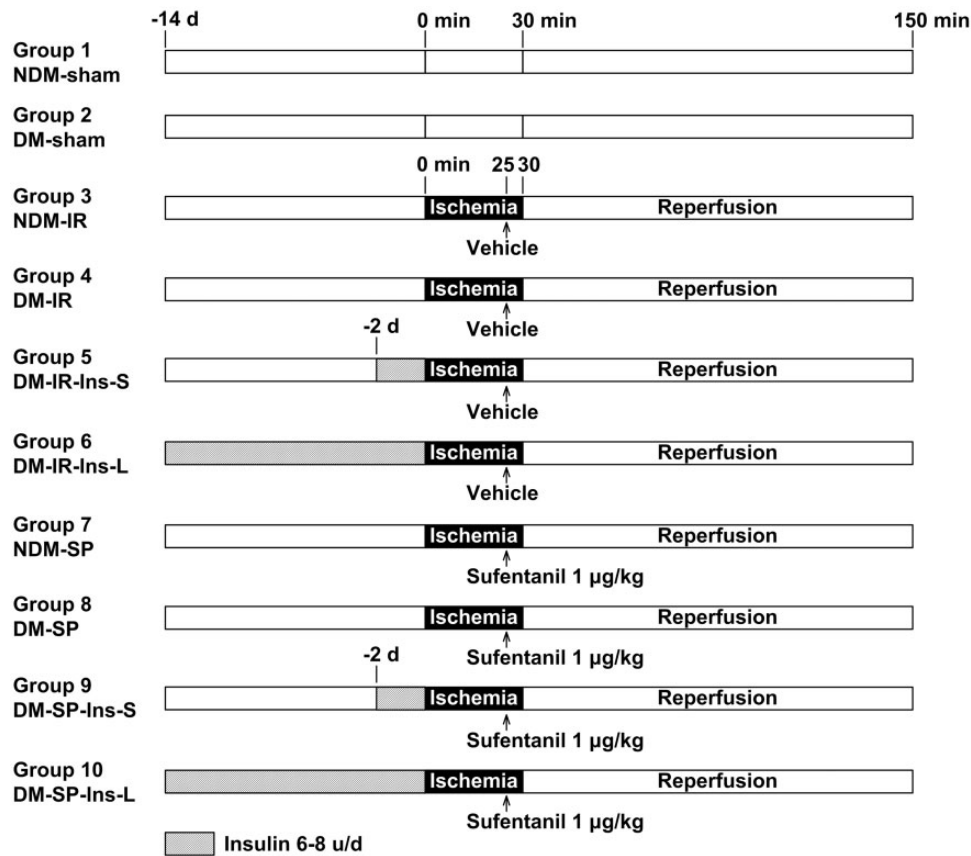 -14 d 0 min 30 min 150 min
Group 1
NDM-sham
Group 2
DM-sham
0 min 25 30
Group 3
NDM-IR
Ischemia Reperfusion
Vehicle
Group 4
DM-IR
Ischemia Reperfusion
Vehicle
-2 d
Group 5
DM-IR-Ins-S
Ischemia Reperfusion
Vehicle
Group 6
DM-IR-Ins-L
Ischemia Reperfusion
Vehicle
Group 7
NDM-SP
Ischemia Reperfusion
Sufentanil 1 µg/kg
Group 8
DM-SP
Ischemia Reperfusion
Sufentanil 1 µg/kg
-2 d
Group 9
DM-SP-Ins-S
Ischemia Reperfusion
Sufentanil 1 µg/kg
Group 10
DM-SP-Ins-L
Ischemia Reperfusion
Sufentanil 1 µg/kg
Insulin 6-8 u/d